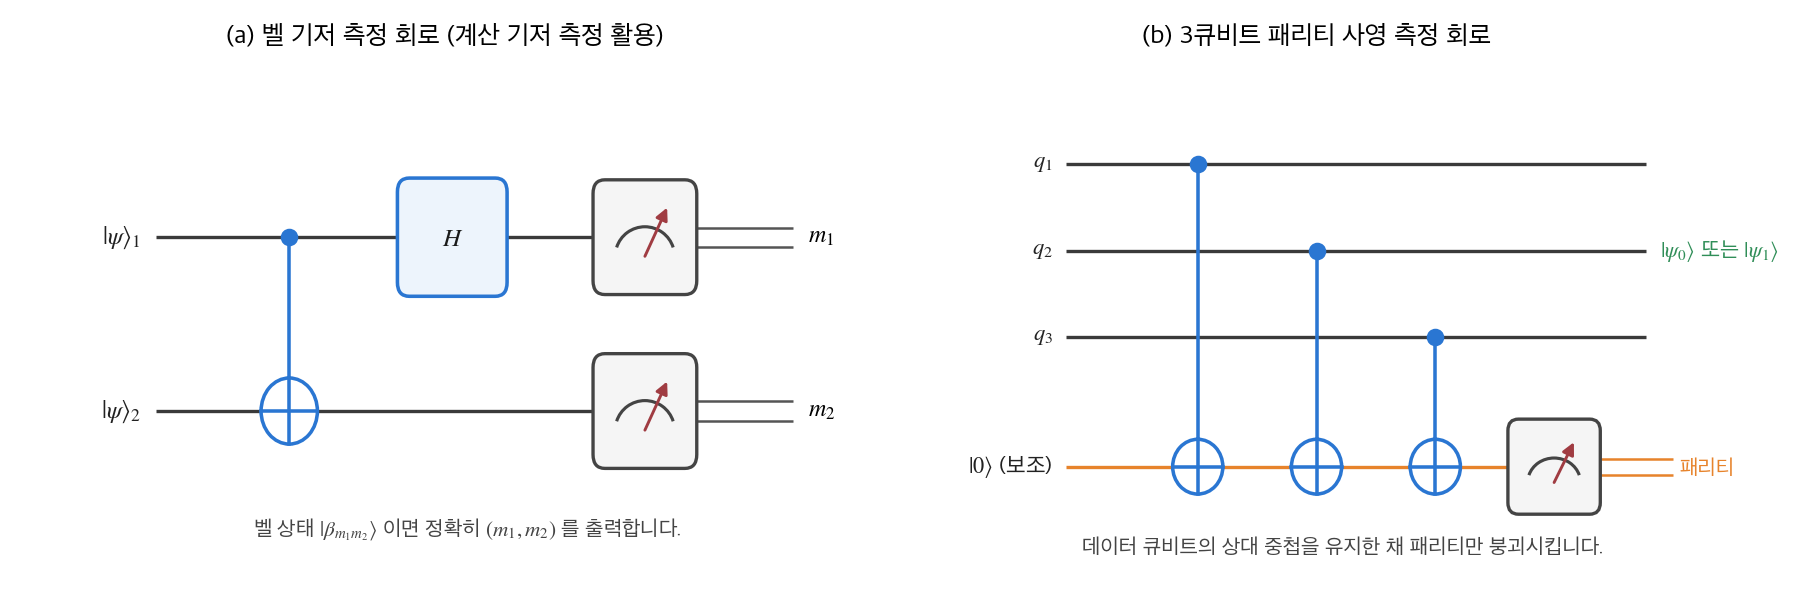 (a) 벨 기저 측정 회로 (계산 기저 측정 활용)
|ψ⟩₁
H
m₁
|ψ⟩₂
m₂
벨 상태 |β_{m₁m₂}⟩ 이면 정확히 (m₁, m₂) 를 출력합니다.
(b) 3큐비트 패리티 사영 측정 회로
q₁
q₂
|ψ₀⟩ 또는 |ψ₁⟩
q₃
|0⟩ (보조)
패리티
데이터 큐비트의 상대 중첩을 유지한 채 패리티만 붕괴시킵니다.